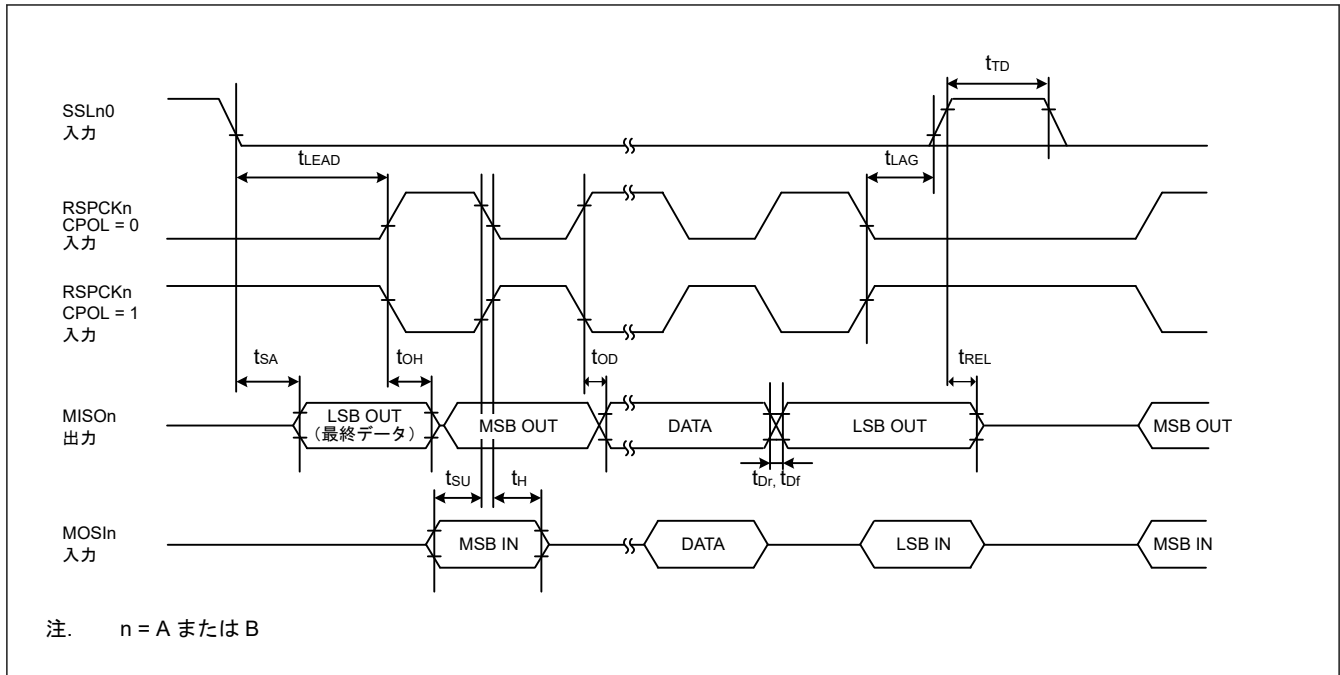 tTD
SSLn0
入力
tLEAD
tLAG
RSPCKn
CPOL = 0
入力
RSPCKn
CPOL = 1
入力
tSA
tOH
tOD
tREL
MISOn
出力
LSB OUT
（最終データ）
MSB OUT
DATA
LSB OUT
MSB OUT
tSU
tH
tDr, tDf
MOSIn
入力
MSB IN
DATA
LSB IN
MSB IN
注. n = A または B